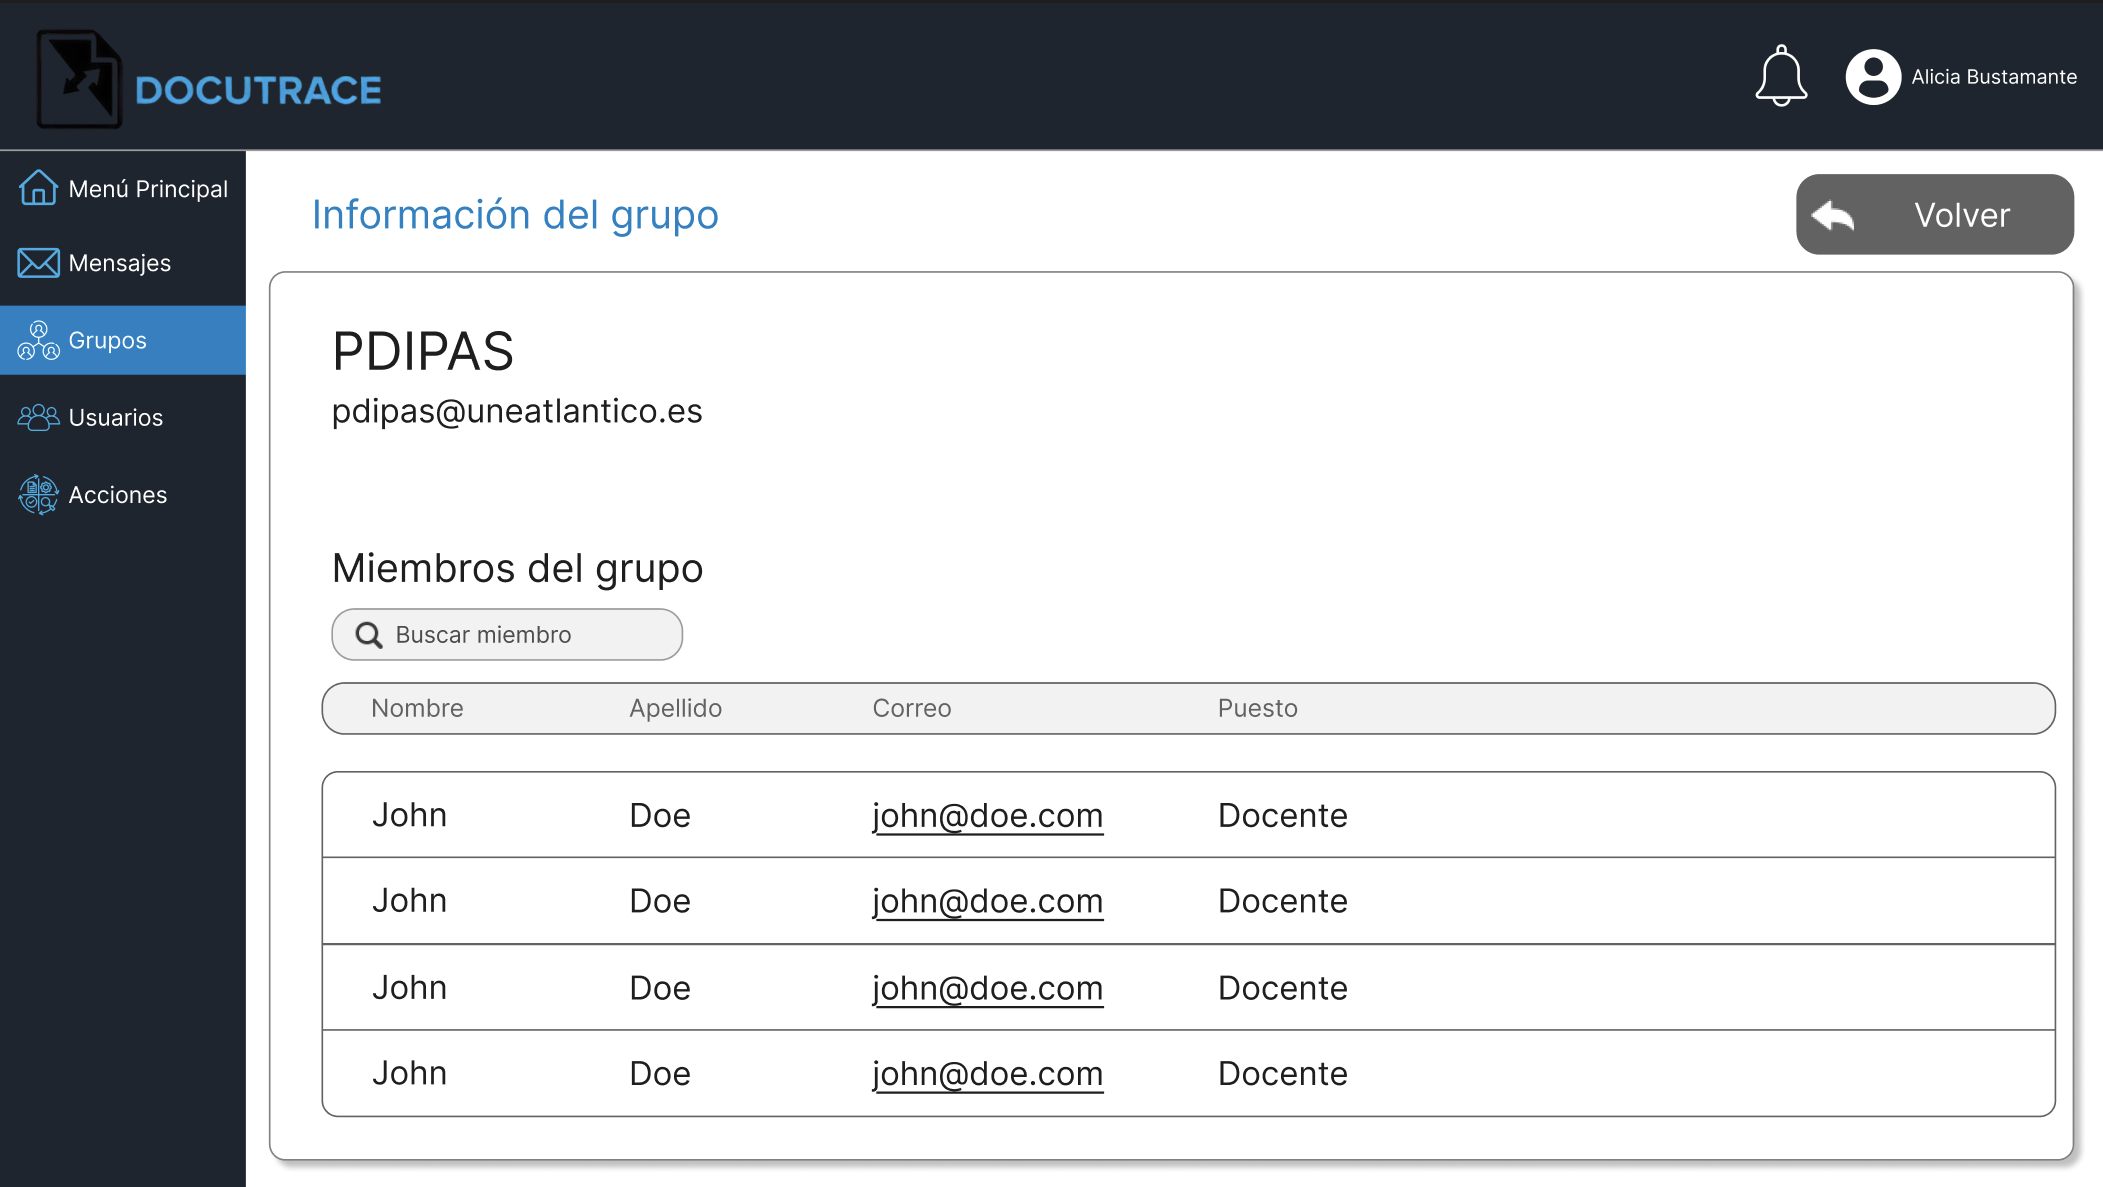 DOCUTRACE
Alicia Bustamante
Menú Principal
Mensajes
Grupos
Usuarios
Acciones
Información del grupo
Volver
PDIPAS
pdipas@uneatlantico.es
Miembros del grupo
Buscar miembro
Nombre Apellido Correo Puesto
John Doe john@doe.com Docente
John Doe john@doe.com Docente
John Doe john@doe.com Docente
John Doe john@doe.com Docente